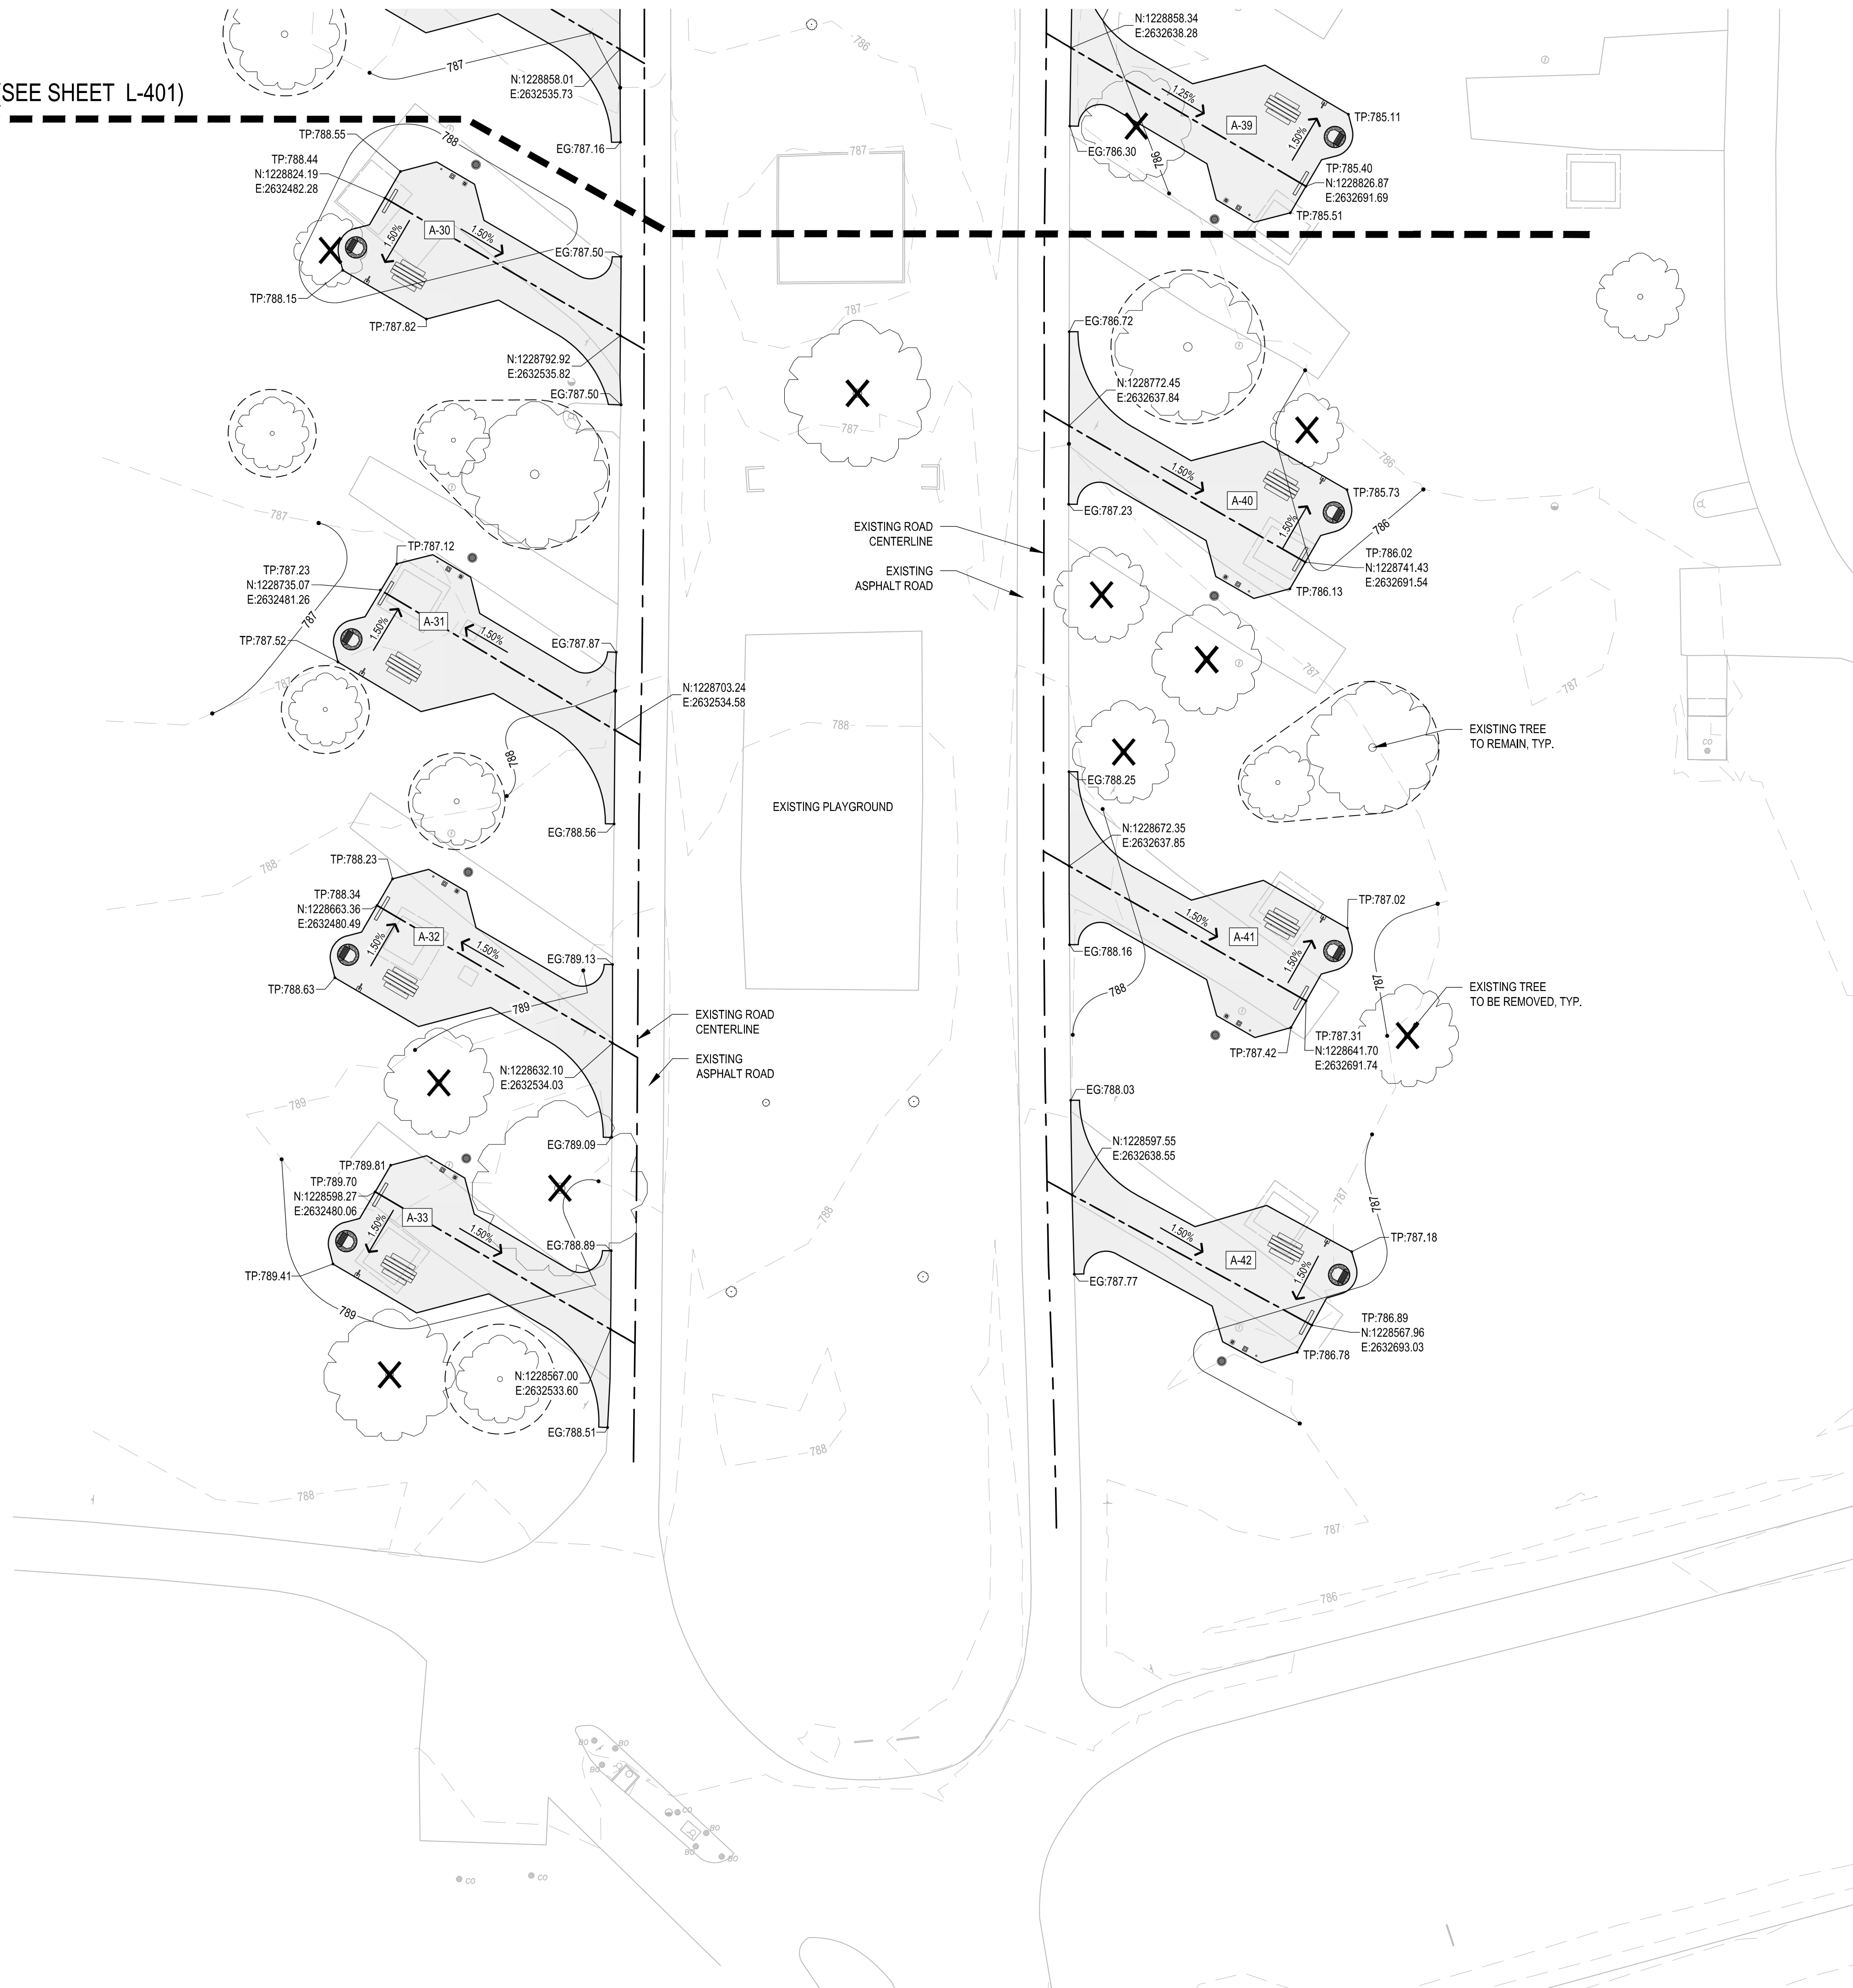 (SEE SHEET L-401)
786
787
N:1228858.01
E:2632535.73
EG:787.16
N:1228858.34
E:2632638.28
1.25%
A-39
1.50%
TP:785.11
EG:786.30
786
TP:785.40
N:1228826.87
E:2632691.69
TP:785.51
TP:788.55
788
TP:788.44
N:1228824.19
E:2632482.28
A-30
1.50%
1.50%
EG:787.50
TP:788.15
TP:787.82
N:1228792.92
E:2632535.82
EG:787.50
787
787
787
EG:786.72
N:1228772.45
E:2632637.84
1.50%
A-40
1.50%
TP:785.73
786
786
EG:787.23
TP:786.02
N:1228741.43
E:2632691.54
TP:786.13
EXISTING ROAD
CENTERLINE
EXISTING
ASPHALT ROAD
787
TP:787.12
TP:787.23
N:1228735.07
E:2632481.26
787
TP:787.52
1.50%
A-31
1.50%
EG:787.87
787
N:1228703.24
E:2632534.58
788
EG:788.56
788
EXISTING PLAYGROUND
787
787
EXISTING TREE
TO REMAIN, TYP.
CO
EG:788.25
N:1228672.35
E:2632637.85
1.50%
A-41
1.50%
TP:787.02
EG:788.16
788
787
EXISTING TREE
TO BE REMOVED, TYP.
TP:787.42
TP:787.31
N:1228641.70
E:2632691.74
788
TP:788.23
TP:788.34
N:1228663.36
E:2632480.49
1.50%
A-32
1.50%
EG:789.13
TP:788.63
789
EXISTING ROAD
CENTERLINE
EXISTING
ASPHALT ROAD
N:1228632.10
E:2632534.03
EG:789.09
789
TP:789.81
TP:789.70
N:1228598.27
E:2632480.06
A-33
1.50%
1.50%
EG:788.89
TP:789.41
789
N:1228567.00
E:2632533.60
EG:788.51
788
EG:788.03
N:1228597.55
E:2632638.55
1.50%
A-42
1.50%
787
787
TP:787.18
EG:787.77
TP:786.89
N:1228567.96
E:2632693.03
TP:786.78
788
788
787
786
BO
BO
BO
CO
BO
BO
BO
CO
CO